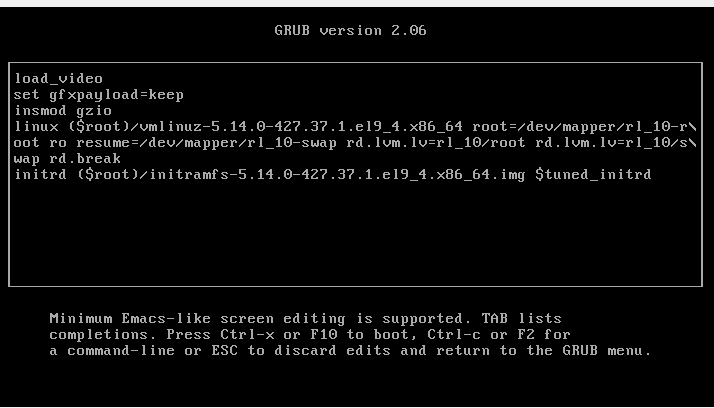 GRUB version 2.06
load_video
set gfxpayload=keep
insmod gzio
linux ($root)/vmlinuz-5.14.0-427.37.1.el9_4.x86_64 root=/dev/mapper/rl_10-r\
oot ro resume=/dev/mapper/rl_10-swap rd.lvm.lv=rl_10/root rd.lvm.lv=rl_10/s\
wap rd.break
initrd ($root)/initramfs-5.14.0-427.37.1.el9_4.x86_64.img $tuned_initrd
Minimum Emacs-like screen editing is supported. TAB lists
completions. Press Ctrl-x or F10 to boot, Ctrl-c or F2 for
a command-line or ESC to discard edits and return to the GRUB menu.